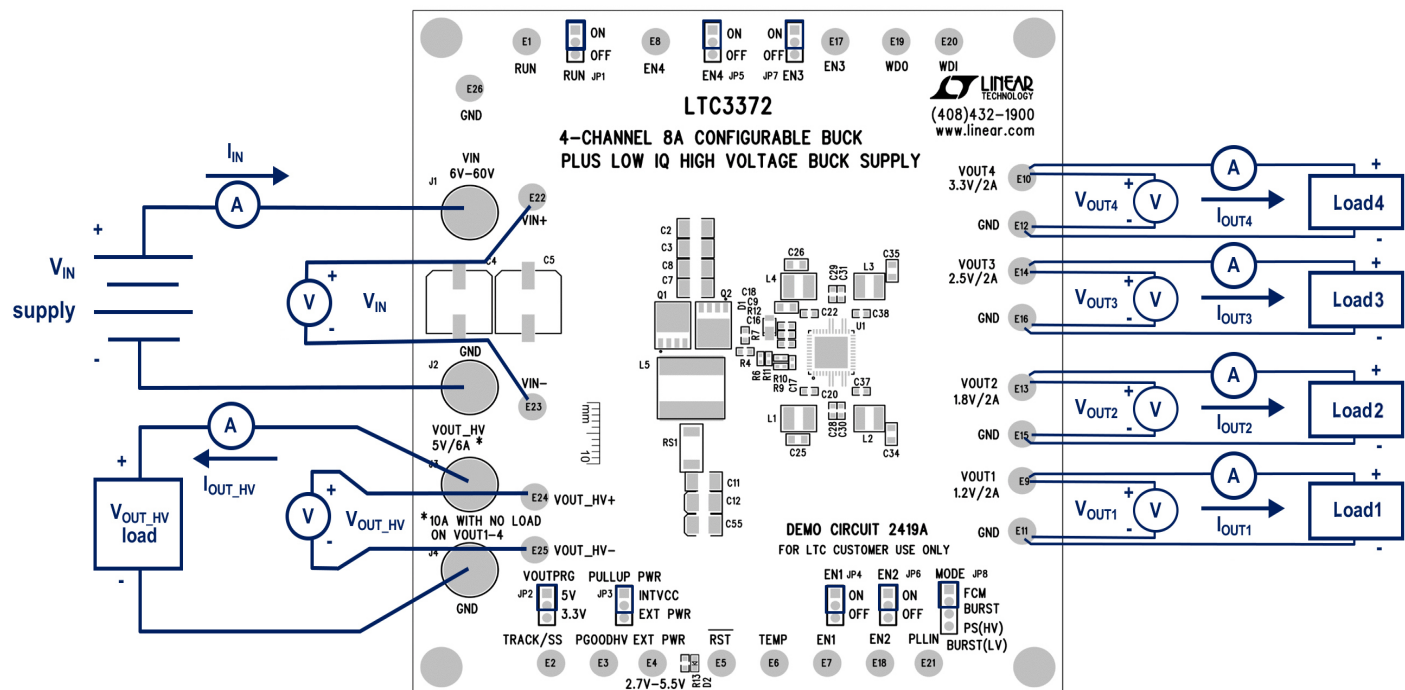 E1
RUN
ON
OFF
RUN JP1
E8
EN4
ON
OFF
EN4 JP5
ON
OFF
JP7 EN3
E17
EN3
E19
WDO
E20
WDI
E26
GND
LTC3372
LINEAR
TECHNOLOGY
(408)432-1900
www.linear.com
4-CHANNEL 8A CONFIGURABLE BUCK
PLUS LOW IQ HIGH VOLTAGE BUCK SUPPLY
IIN
A
+
VIN
supply
-
VIN
6V-60V
J1
E22
VIN+
+
V
-
VIN
C4
C5
GND
J2
VIN-
E23
VOUT_HV
5V/6A *
J3
A
IOUT_HV
+
VOUT_HV
load
-
+
V
-
VOUT_HV
E24 VOUT_HV+
*10A WITH NO LOAD
ON VOUT1-4
E25 VOUT_HV-
J4
GND
mm
10
C2
C3
C8
C7
Q1
Q2
D1
C18
C9
R12
C16
R7
R4
R6
R11
R10
R9
C17
L5
RS1
C11
C12
C55
C26
L4
C29
C31
L3
C35
C22
C38
U1
C20
C37
L1
C25
C28
C30
L2
C34
VOUT4
3.3V/2A
E10
GND
E12
+
VOUT4
-
V
A
IOUT4
+
Load4
-
VOUT3
2.5V/2A
E14
GND
E16
+
VOUT3
-
V
A
IOUT3
+
Load3
-
VOUT2
1.8V/2A
E13
GND
E15
+
VOUT2
-
V
A
IOUT2
+
Load2
-
VOUT1
1.2V/2A
E9
GND
E11
+
VOUT1
-
V
A
IOUT1
+
Load1
-
DEMO CIRCUIT 2419A
FOR LTC CUSTOMER USE ONLY
VOUTPRG
JP2
5V
3.3V
PULLUP PWR
JP3
INTVCC
EXT PWR
EN1 JP4
ON
OFF
EN2 JP6
ON
OFF
MODE JP8
FCM
BURST
PS(HV)
BURST(LV)
TRACK/SS
E2
PGOODHV
E3
EXT PWR
E4
2.7V-5.5V
R13
D2
RST
E5
TEMP
E6
EN1
E7
EN2
E18
PLLIN
E21